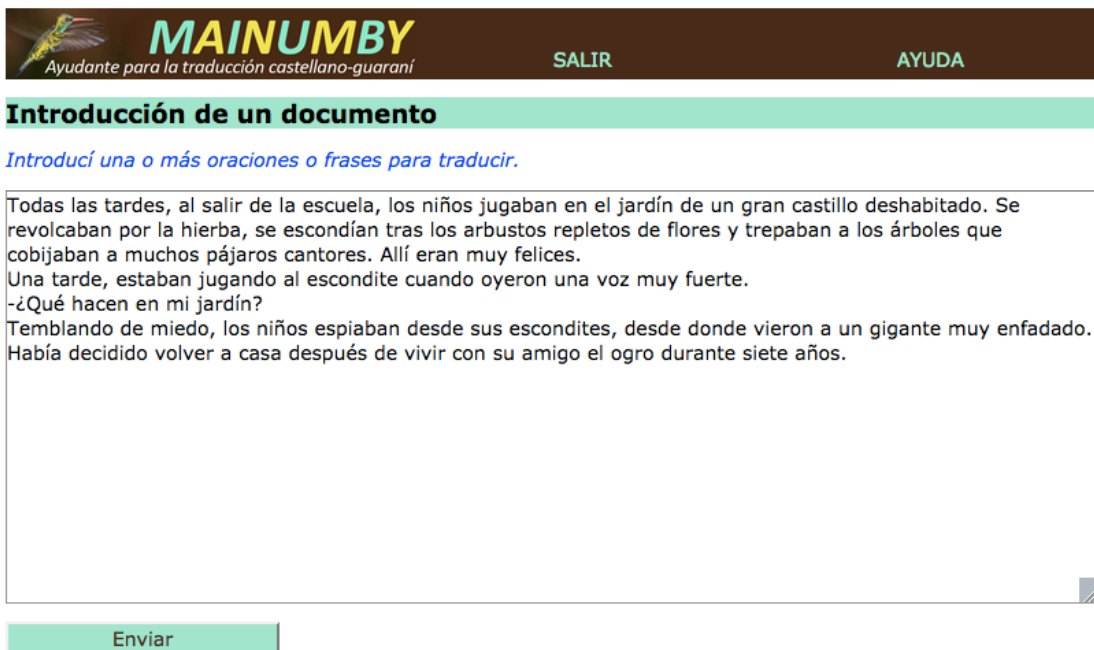 MAINUMBY
Ayudante para la traducción castellano-guaraní
SALIR
AYUDA
Introducción de un documento
Introducí una o más oraciones o frases para traducir.
Todas las tardes, al salir de la escuela, los niños jugaban en el jardín de un gran castillo deshabitado. Se
revolcaban por la hierba, se escondían tras los arbustos repletos de flores y trepaban a los árboles que
cobijaban a muchos pájaros cantores. Allí eran muy felices.
Una tarde, estaban jugando al escondite cuando oyeron una voz muy fuerte.
-¿Qué hacen en mi jardín?
Temblando de miedo, los niños espiaban desde sus escondites, desde donde vieron a un gigante muy enfadado.
Había decidido volver a casa después de vivir con su amigo el ogro durante siete años.
Enviar